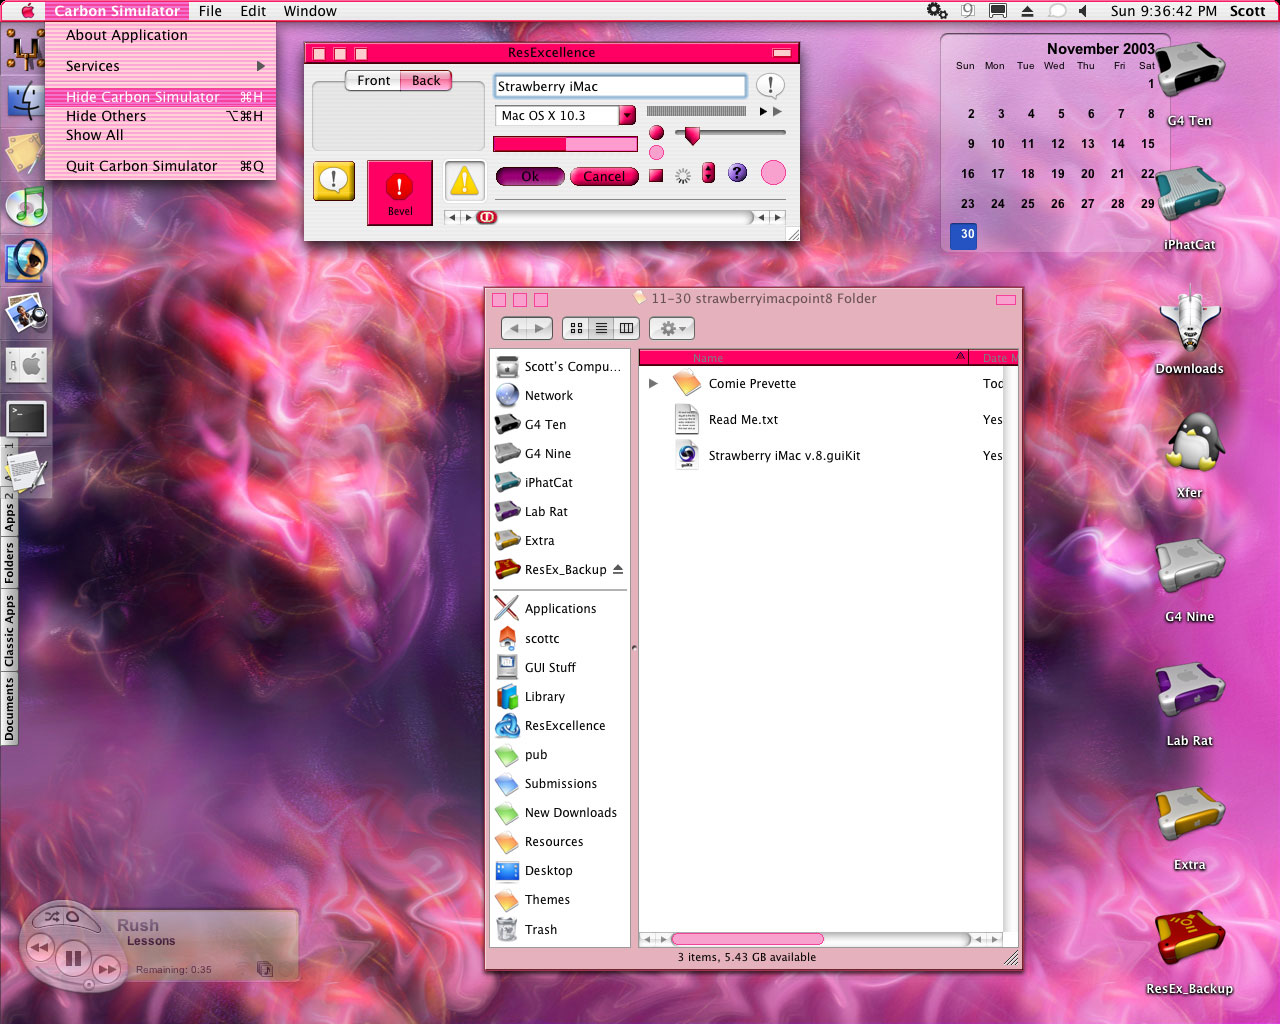 Carbon Simulator File Edit Window
Sun 9:36:42 PM Scott
About Application
Services
Hide Carbon Simulator ⌘H
Hide Others ⌥⌘H
Show All
Quit Carbon Simulator ⌘Q
ResExcellence
Front Back
Strawberry iMac
Mac OS X 10.3
Ok Cancel
Bevel
November 2003
Sun Mon Tue Wed Thu Fri Sat
1
2 3 4 5 6 7 8
9 10 11 12 13 14 15
16 17 18 19 20 21 22
23 24 25 26 27 28 29
30
G4 Ten
iPhatCat
Downloads
Xfer
G4 Nine
Lab Rat
Extra
ResEx_Backup
11-30 strawberryimacpoint8 Folder
Name Date M
Scott's Compu...
Network
G4 Ten
G4 Nine
iPhatCat
Lab Rat
Extra
ResEx_Backup
Applications
scottc
GUI Stuff
Library
ResExcellence
pub
Submissions
New Downloads
Resources
Desktop
Themes
Trash
Comie Prevette Tod
Read Me.txt Yes
Strawberry iMac v.8.guiKit Yes
guiKit
3 items, 5.43 GB available
Apps 2
Folders
Classic Apps
Documents
Rush
Lessons
Remaining: 0:35